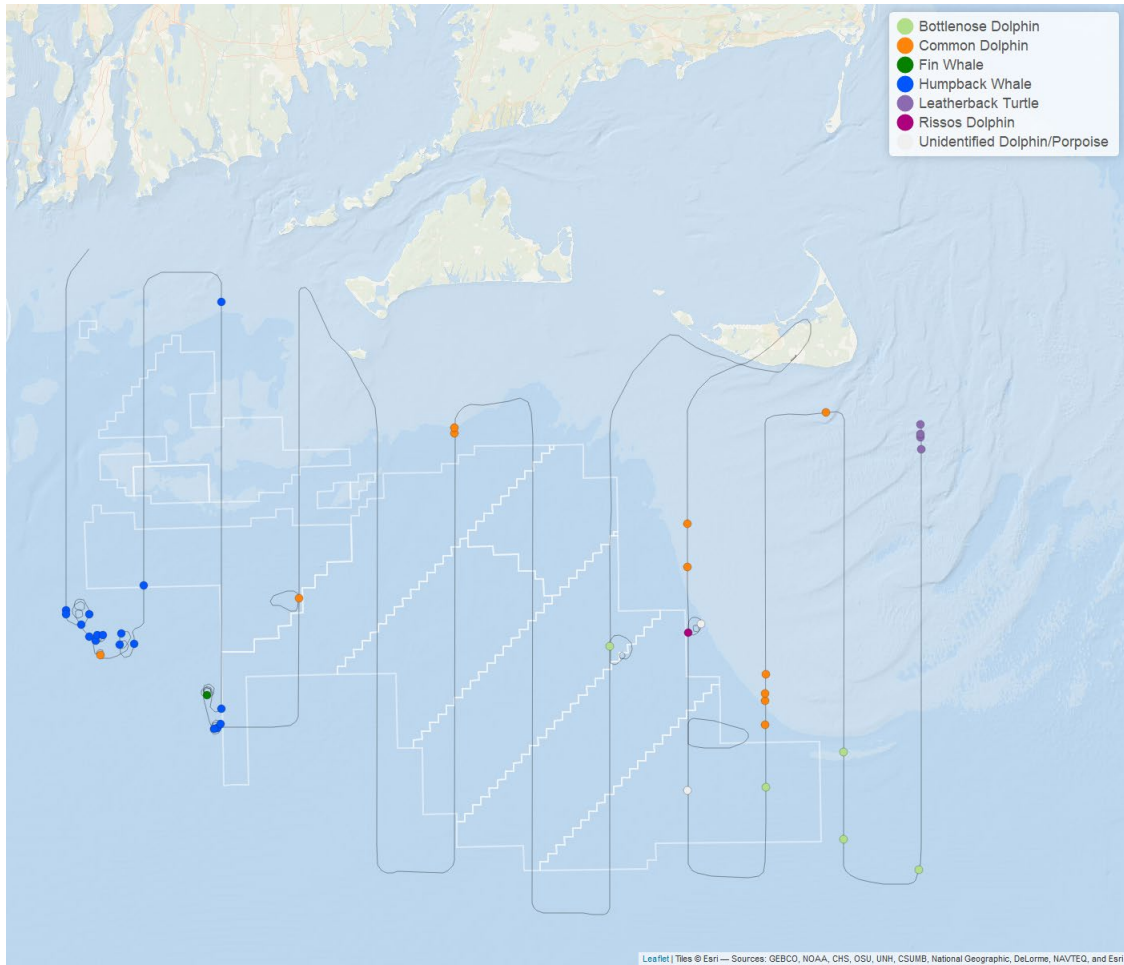 Bottlenose Dolphin
Common Dolphin
Fin Whale
Humpback Whale
Leatherback Turtle
Rissos Dolphin
Unidentified Dolphin/Porpoise
Leaflet | Tiles © Esri — Sources: GEBCO, NOAA, CHS, OSU, UNH, CSUMB, National Geographic, DeLorme, NAVTEQ, and Esri